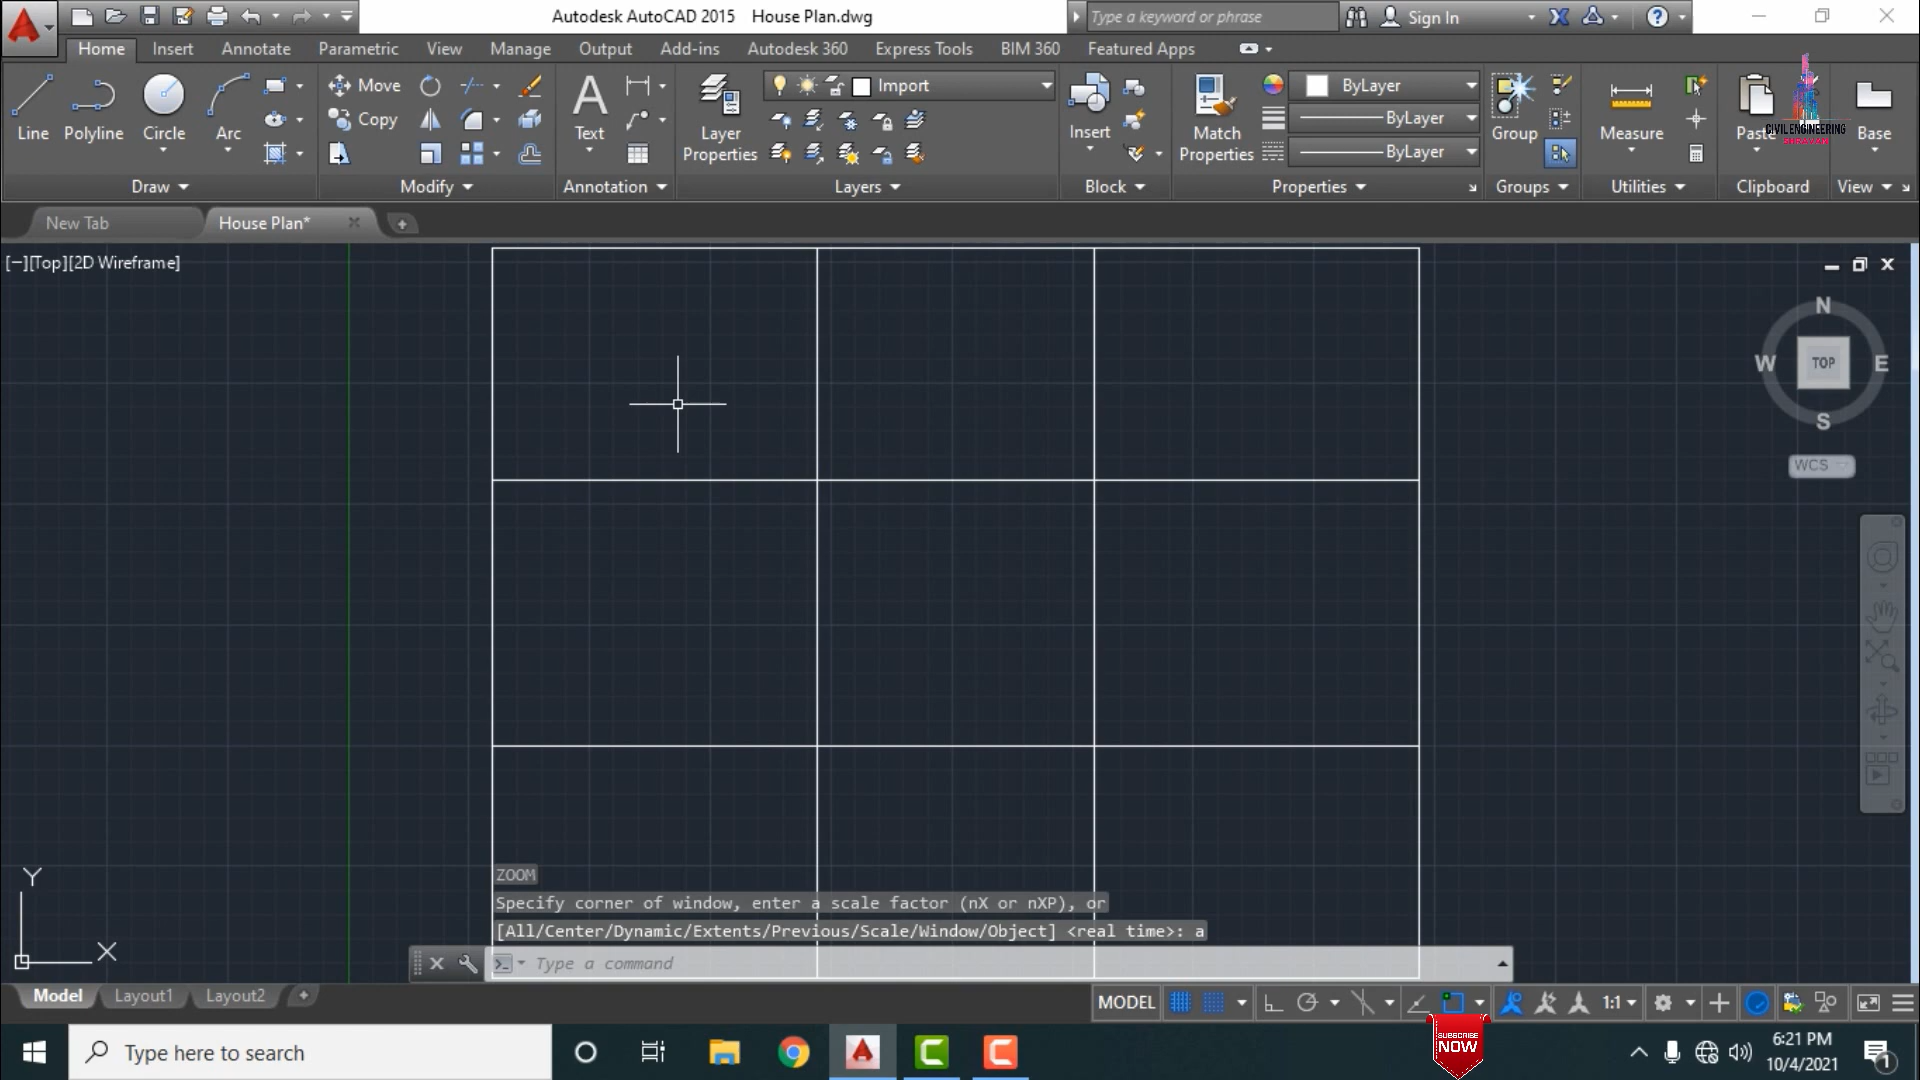 Autodesk AutoCAD 2015 House Plan.dwg
Type a keyword or phrase
Sign In
Home Insert Annotate Parametric View Manage Output Add-ins Autodesk 360 Express Tools BIM 360 Featured Apps
Line Polyline Circle Arc
Move
Copy
Text
Layer Properties
Import
Insert
Match Properties
ByLayer
ByLayer
ByLayer
Group
Measure
Paste
Base
CIVIL ENGINEERING
Draw Modify Annotation Layers Block Properties Groups Utilities Clipboard View
New Tab House Plan*
[−][Top][2D Wireframe]
N
W TOP E
S
WCS
Y
X
ZOOM
Specify corner of window, enter a scale factor (nX or nXP), or
[All/Center/Dynamic/Extents/Previous/Scale/Window/Object] <real time>: a
Type a command
Model Layout1 Layout2
MODEL 1:1
SUBSCRIBE
NOW
Type here to search
6:21 PM
10/4/2021
1